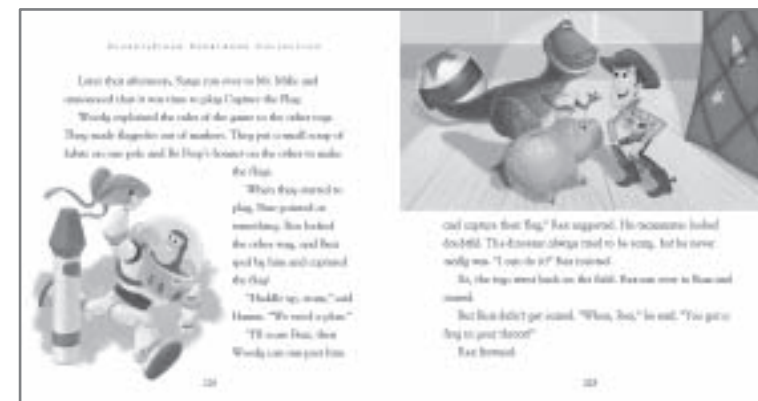 Disney•Pixar Storybook Collection
Later that afternoon, Sarge ran over to Mr. Mike and
announced that it was time to play Capture the Flag.
Woody explained the rules of the game to the other toys.
They made flagpoles out of markers. They put a small scrap of
fabric on one pole and Bo Peep's bonnet on the other to make
the flags.
When they started to
play, Buzz pointed at
something. Rex looked
the other way, and Buzz
sped by him and captured
the flag!
"Huddle up, team," said
Hamm. "We need a plan."
"I'll scare Buzz, then
Woody can run past him
and capture their flag," Rex suggested. His teammates looked
doubtful. The dinosaur always tried to be scary, but he never
really was. "I can do it!" Rex insisted.
So, the toys went back on the field. Rex ran over to Buzz and
roared.
But Buzz didn't get scared. "Whoa, Rex," he said. "You got a
frog in your throat?"
Rex frowned.